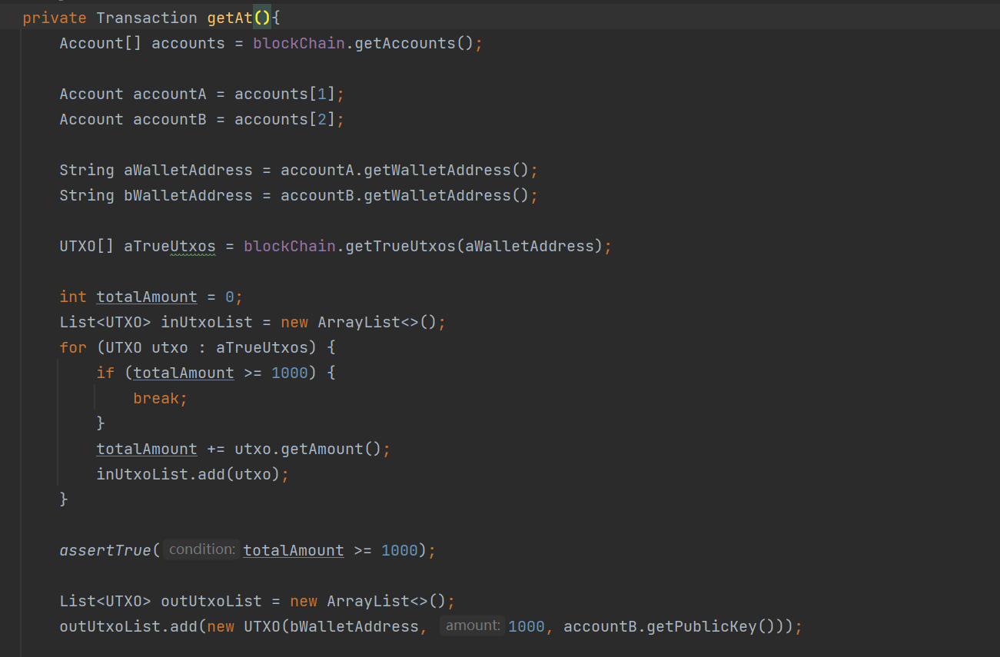 private Transaction getAt(){
Account[] accounts = blockChain.getAccounts();
Account accountA = accounts[1];
Account accountB = accounts[2];
String aWalletAddress = accountA.getWalletAddress();
String bWalletAddress = accountB.getWalletAddress();
UTXO[] aTrueUtxos = blockChain.getTrueUtxos(aWalletAddress);
int totalAmount = 0;
List<UTXO> inUtxoList = new ArrayList<>();
for (UTXO utxo : aTrueUtxos) {
if (totalAmount >= 1000) {
break;
}
totalAmount += utxo.getAmount();
inUtxoList.add(utxo);
}
assertTrue( condition: totalAmount >= 1000);
List<UTXO> outUtxoList = new ArrayList<>();
outUtxoList.add(new UTXO(bWalletAddress, amount: 1000, accountB.getPublicKey()));